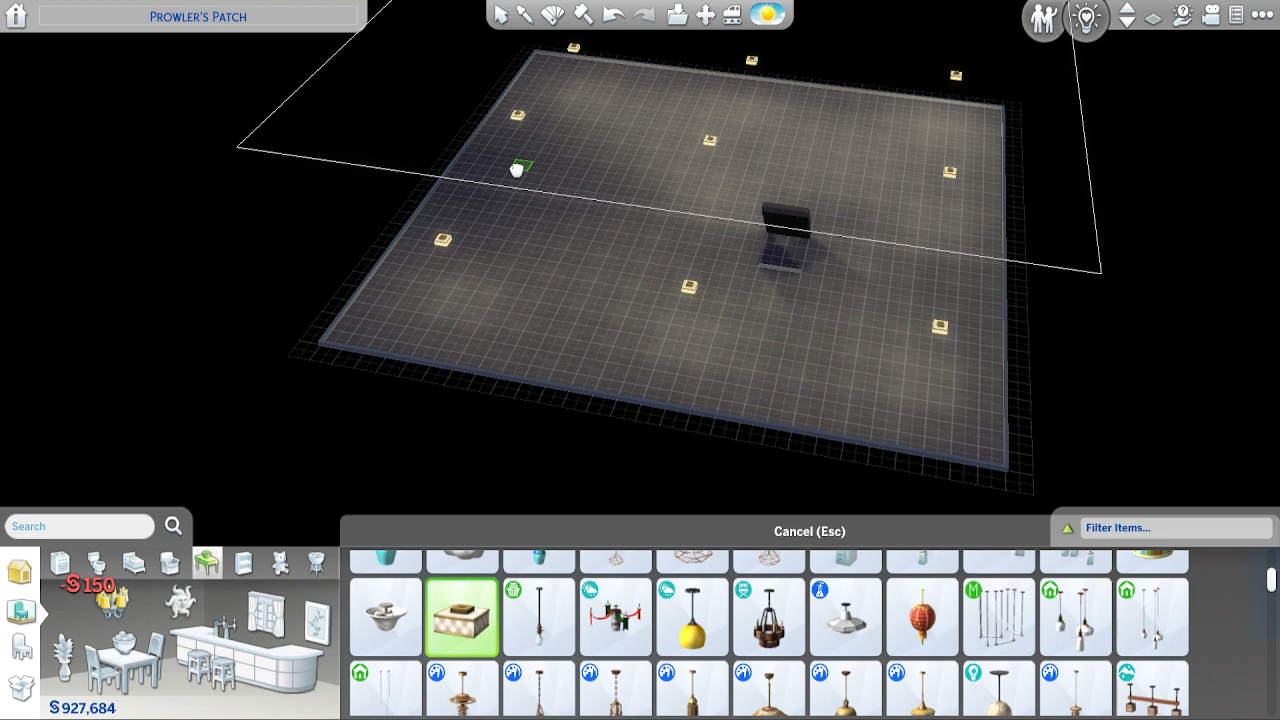 PROWLER'S PATCH
Cancel (Esc)
Search
Filter Items...
-§150
§927,684